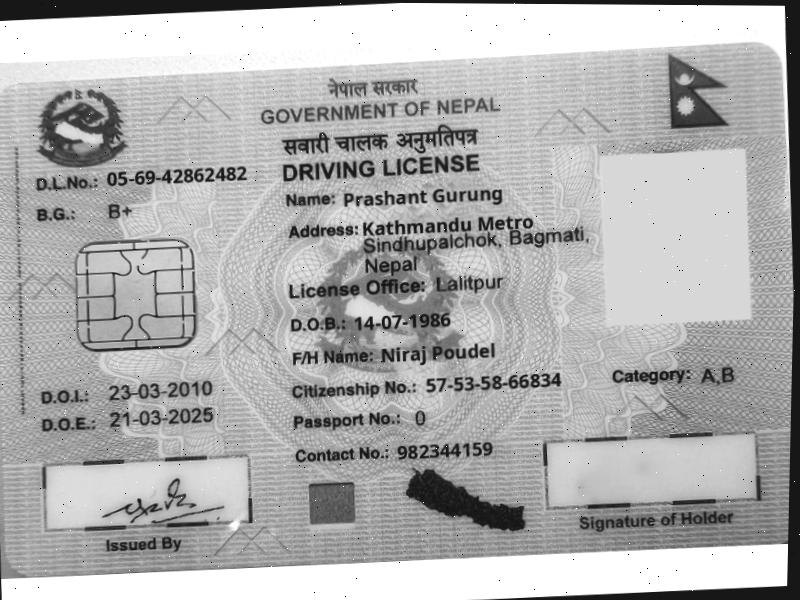 नेपाल सरकार
GOVERNMENT OF NEPAL
सवारी चालक अनुमतिपत्र
DRIVING LICENSE
D.L.No.: 05-69-42862482
B.G.: B+
Name: Prashant Gurung
Address: Kathmandu Metro
Sindhupalchok, Bagmati,
Nepal
License Office: Lalitpur
D.O.B.: 14-07-1986
F/H Name: Niraj Poudel
D.O.I.: 23-03-2010
Citizenship No.: 57-53-58-66834
Category: A,B
D.O.E.: 21-03-2025
Passport No.: 0
Contact No.: 982344159
Issued By
Signature of Holder